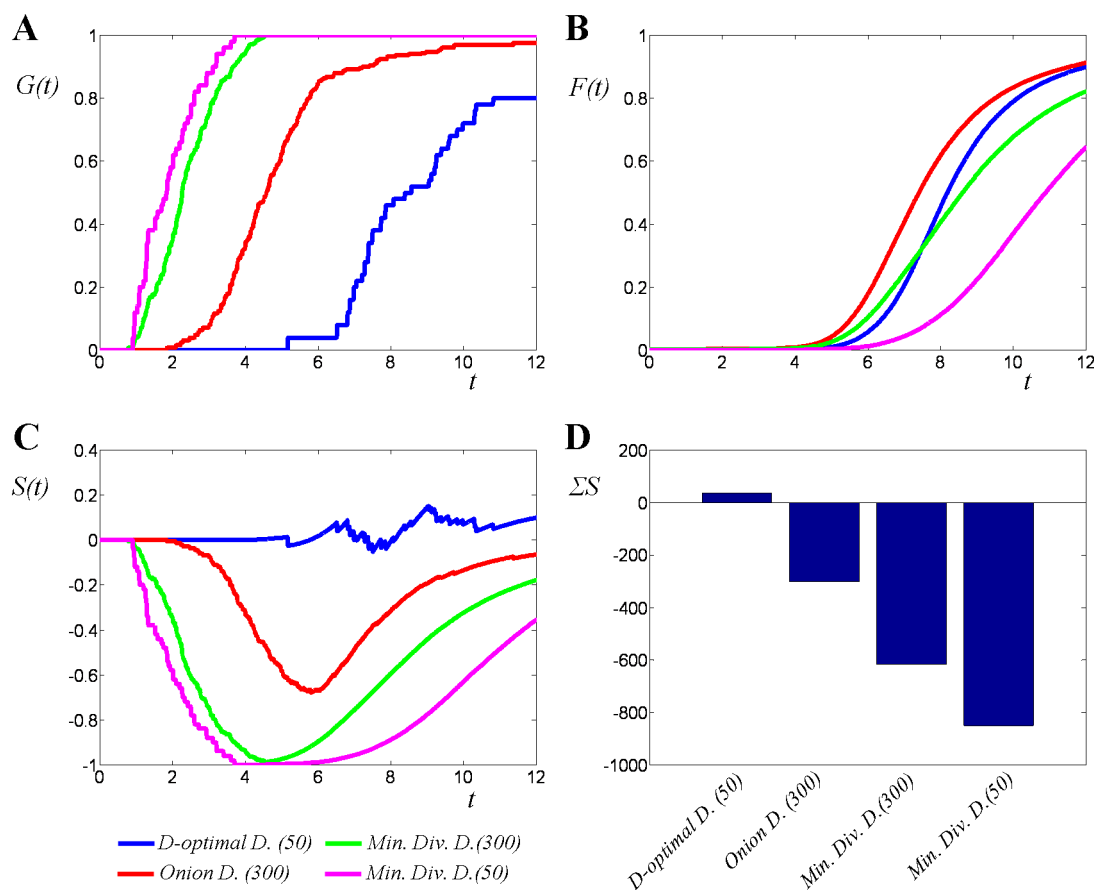 A
B
G(t)
F(t)
1
0.8
0.6
0.4
0.2
0
0 2 4 6 8 10 12
t
1
0.8
0.6
0.4
0.2
0
0 2 4 6 8 10 12
t
C
D
S(t)
ΣS
0.4
0.2
0
-0.2
-0.4
-0.6
-0.8
-1
0 2 4 6 8 10 12
t
200
0
-200
-400
-600
-800
-1000
D-optimal D. (50)
Onion D. (300)
Min. Div. D.(300)
Min. Div. D.(50)
D-optimal D. (50) Min. Div. D.(300)
Onion D. (300) Min. Div. D.(50)